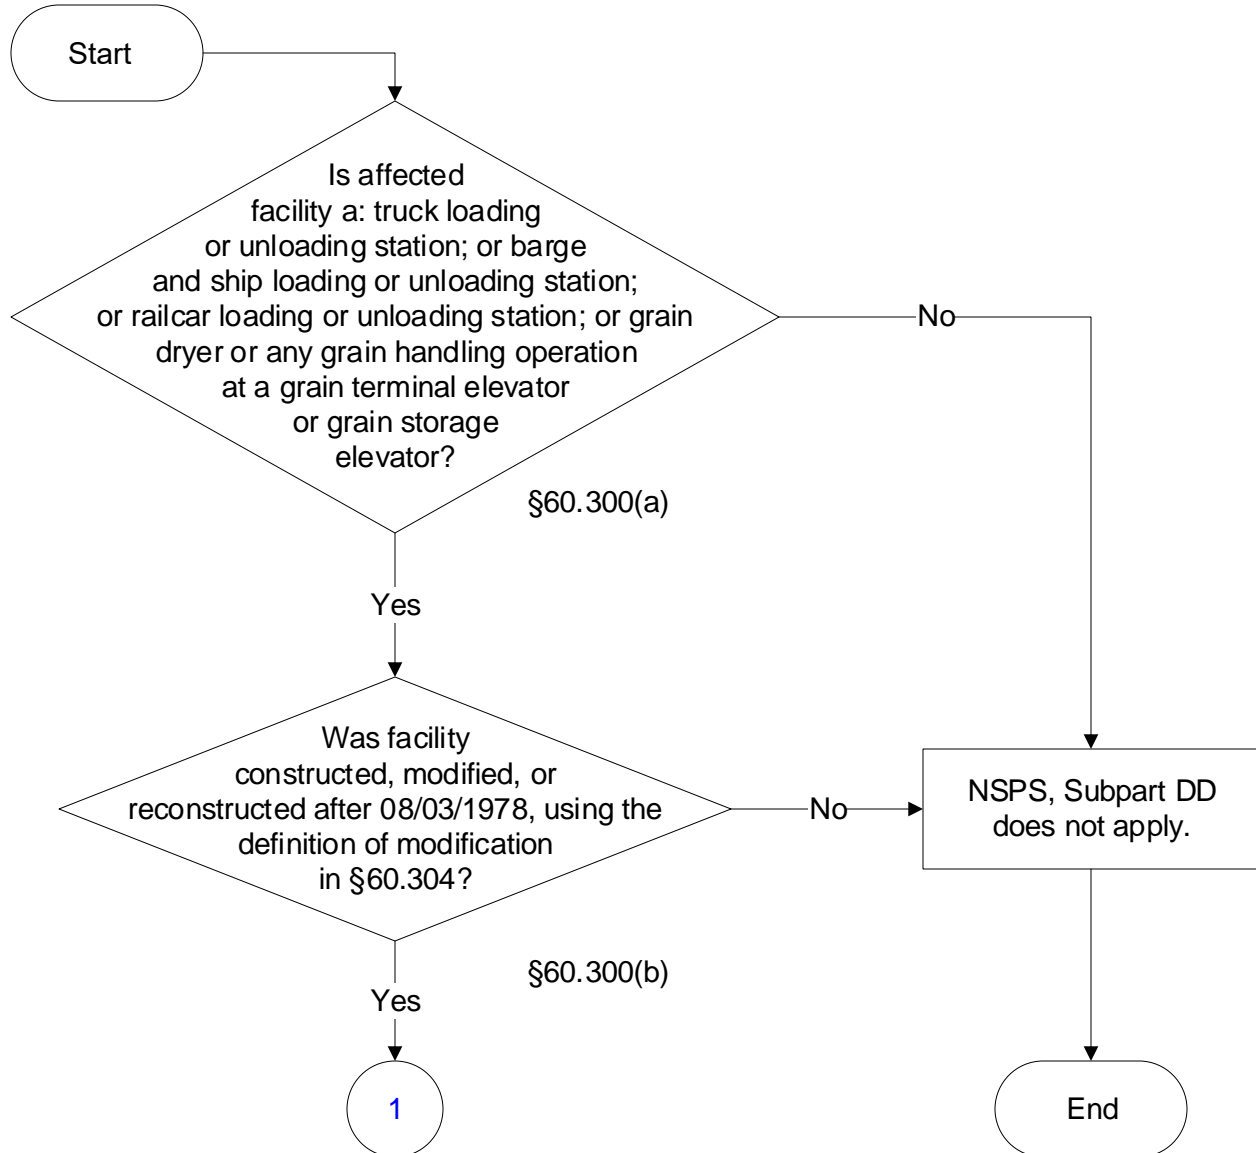 Start
Is affected
facility a: truck loading
or unloading station; or barge
and ship loading or unloading station;
or railcar loading or unloading station; or grain
dryer or any grain handling operation
at a grain terminal elevator
or grain storage
elevator?
No
§60.300(a)
Yes
Was facility
constructed, modified, or
reconstructed after 08/03/1978, using the
definition of modification
in §60.304?
No
NSPS, Subpart DD
does not apply.
§60.300(b)
Yes
1
End